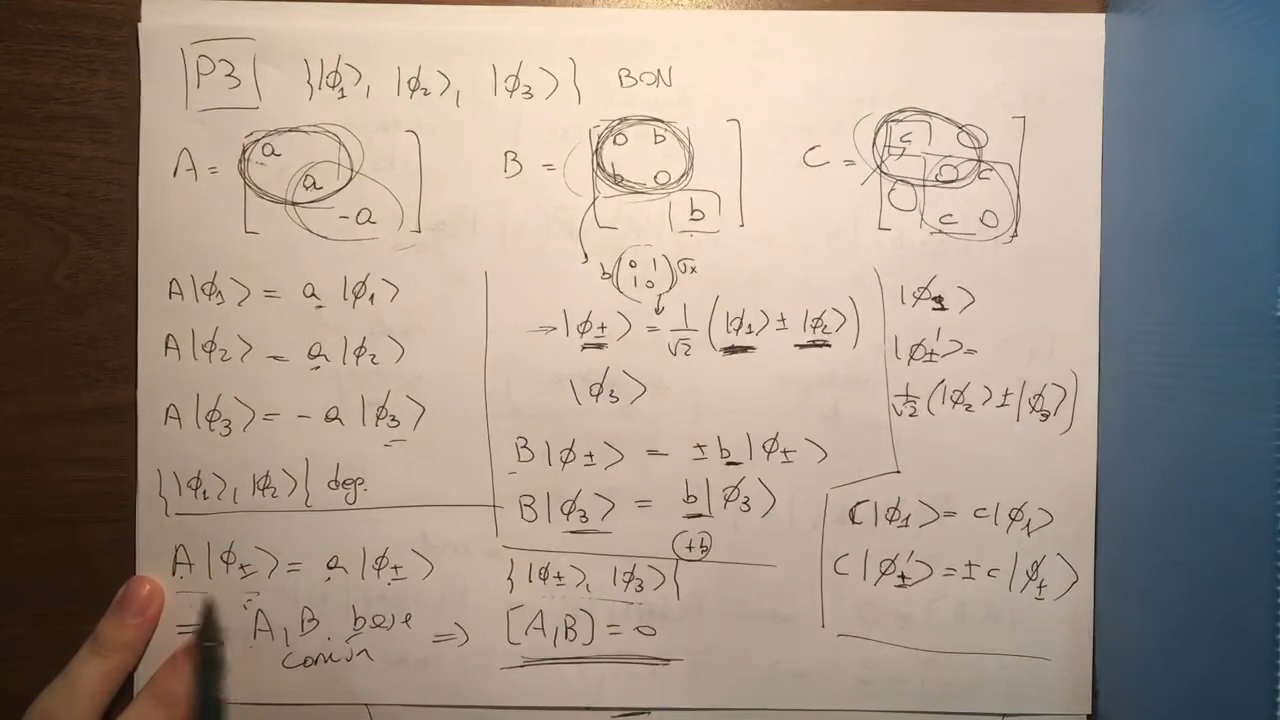 P3 {|ϕ₁⟩, |ϕ₂⟩, |ϕ₃⟩} BON
A = [a a -a]
B = [0 b b 0 b]
C = [c 0 0 0 c c 0]
b(0 1 1 0) σx
A|ϕ₁⟩ = a |ϕ₁⟩
A|ϕ₂⟩ = a |ϕ₂⟩
A|ϕ₃⟩ = - a |ϕ₃⟩
{|ϕ₁⟩, |ϕ₂⟩} deg.
A|ϕ±⟩ = a |ϕ±⟩
A, B base
común ⇒ [A,B] = 0
⇒ |ϕ±⟩ = 1/√2 (|ϕ₁⟩ ± |ϕ₂⟩)
|ϕ₃⟩
B|ϕ±⟩ = ± b |ϕ±⟩
B|ϕ₃⟩ = b |ϕ₃⟩
+b
{|ϕ±⟩, |ϕ₃⟩}
|ϕ₁⟩
|ϕ±'⟩ =
1/√2 (|ϕ₂⟩ ± |ϕ₃⟩)
C|ϕ₁⟩ = c|ϕ₁⟩
C|ϕ±'⟩ = ± c |ϕ±'⟩